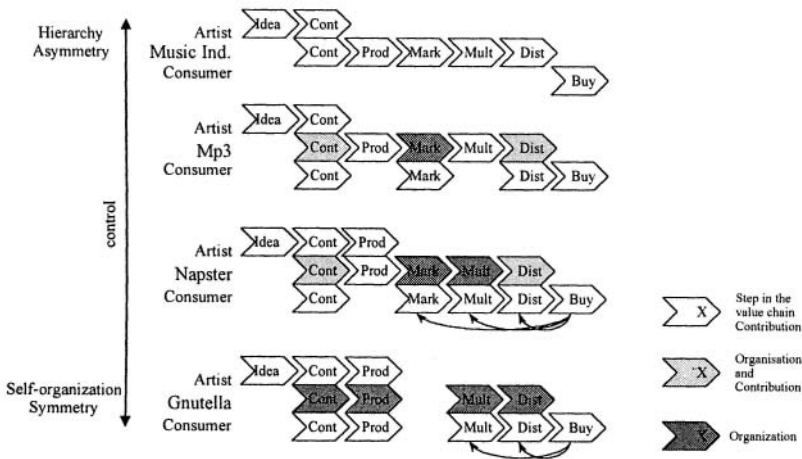 Hierarchy
Asymmetry
control
Self-organization
Symmetry
Artist Idea Cont
Music Ind. Cont Prod Mark Mult Dist
Consumer Buy
Artist Idea Cont
Mp3 Cont Prod Mark Mult Dist
Consumer Cont Mark Dist Buy
Artist Idea Cont Prod
Napster Cont Prod Mark Mult Dist
Consumer Cont Mark Mult Dist Buy
Artist Idea Cont Prod
Gnutella Cont Prod Mult Dist
Consumer Cont Prod Mult Dist Buy
X Step in the
value chain
Contribution
X Organisation
and
Contribution
X Organization